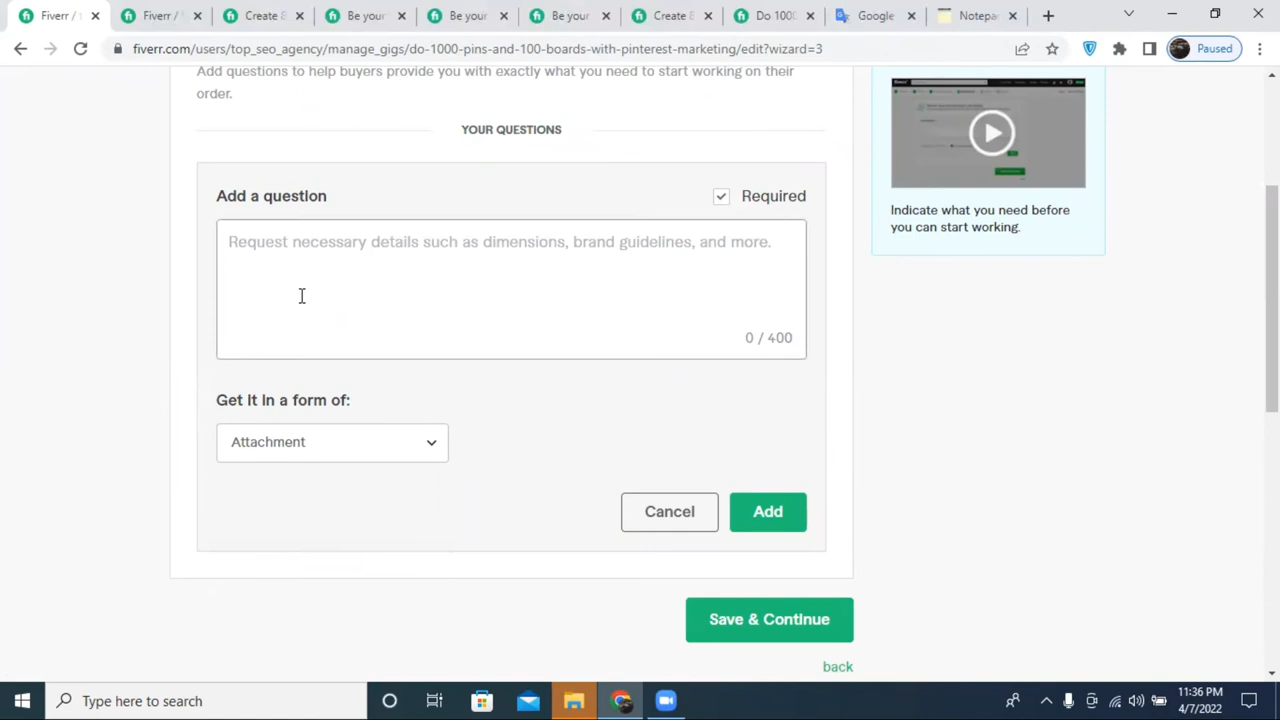 Fiverr /
Fiverr /
Create 8
Be your
Be your
Be your
Create 8
Do 1000
Google
Notepa
fiverr.com/users/top_seo_agency/manage_gigs/do-1000-pins-and-100-boards-with-pinterest-marketing/edit?wizard=3
Paused
Add questions to help buyers provide you with exactly what you need to start working on their
order.
YOUR QUESTIONS
Add a question
Required
Request necessary details such as dimensions, brand guidelines, and more.
0 / 400
Get it in a form of:
Attachment
Cancel
Add
Save & Continue
back
Indicate what you need before
you can start working.
Type here to search
11:36 PM
4/7/2022